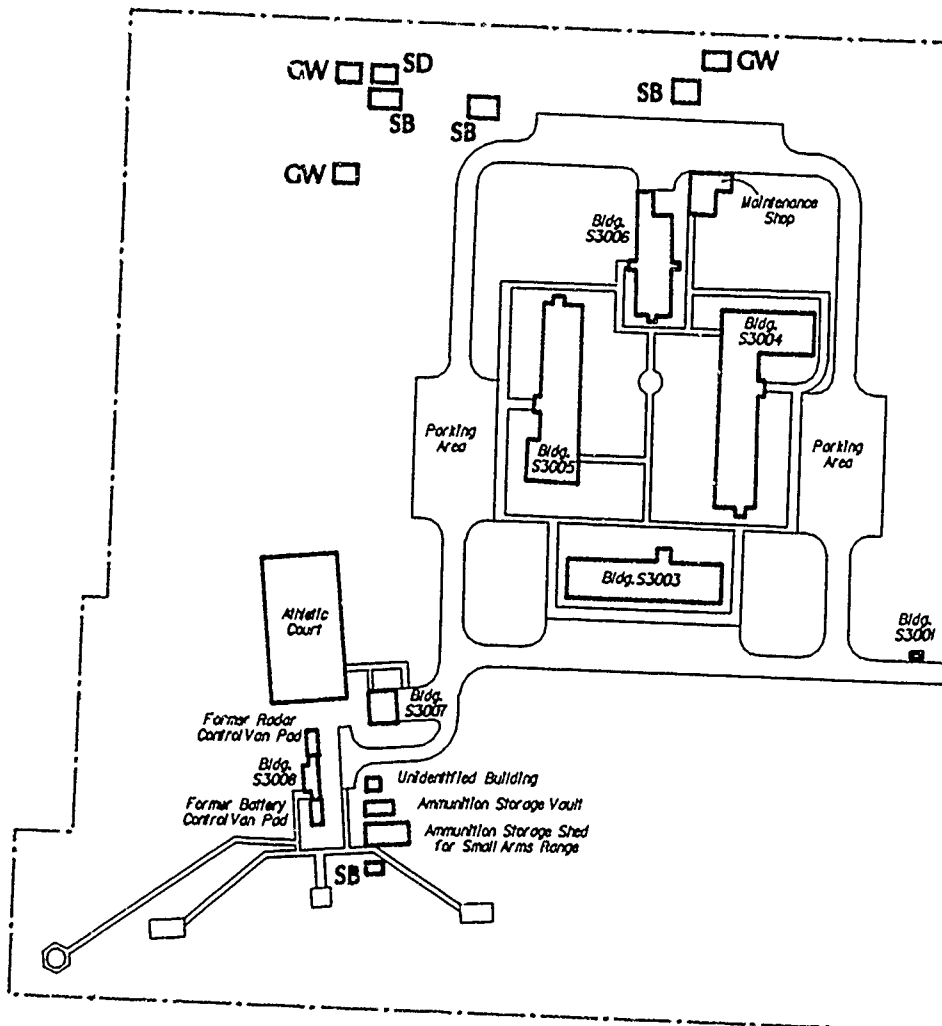 GW
SD
SB
SB
GW
SB
GW
Maintenance
Shop
Bldg.
S3006
Bldg.
S3004
Parking
Area
Bldg.
S3005
Parking
Area
Bldg. S3003
Athletic
Court
Bldg.
S3001
Bldg.
S3007
Former Radar
Control Van Pad
Bldg.
S3008
Unidentified Building
Former Battery
Control Van Pad
Ammunition Storage Vault
Ammunition Storage Shed
for Small Arms Range
SB